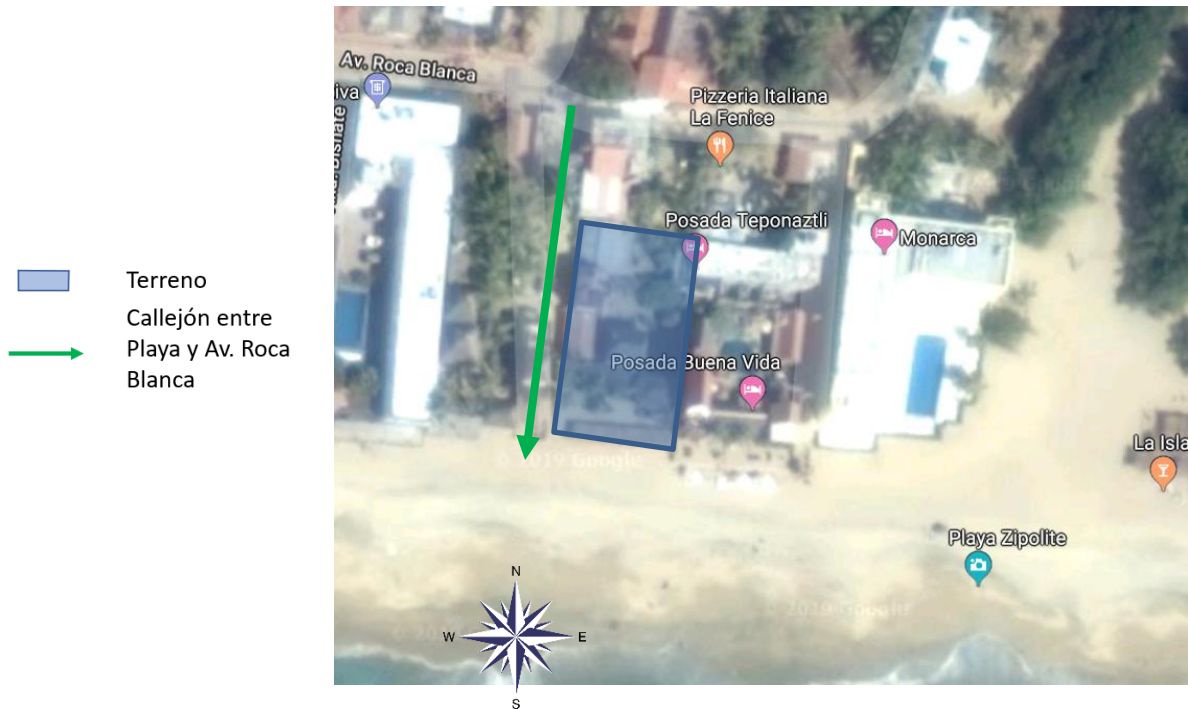 Av. Roca Blanca
iva
Pizzeria Italiana
La Fenice
Posada Teponaztli
Monarca
Terreno
Callejón entre
Playa y Av. Roca
Blanca
Posada Buena Vida
La Isla
© 2019 Google
Playa Zipolite
© 2019 Google
N
W
E
S